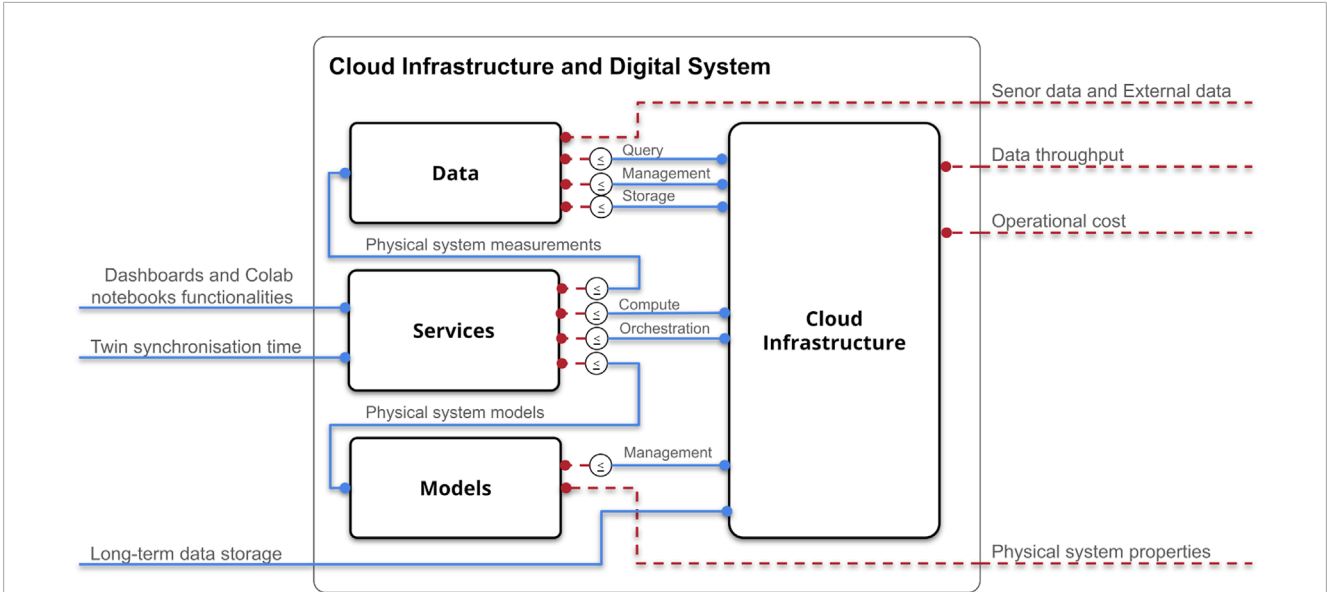 Cloud Infrastructure and Digital System
Senor data and External data
Data
Query
Management
Storage
Data throughput
Operational cost
Physical system measurements
Dashboards and Colab
notebooks functionalities
Twin synchronisation time
Services
≤
≤
≤
≤
≤
≤
≤
Compute
Orchestration
Cloud
Infrastructure
Physical system models
Models
≤
Management
Long-term data storage
Physical system properties